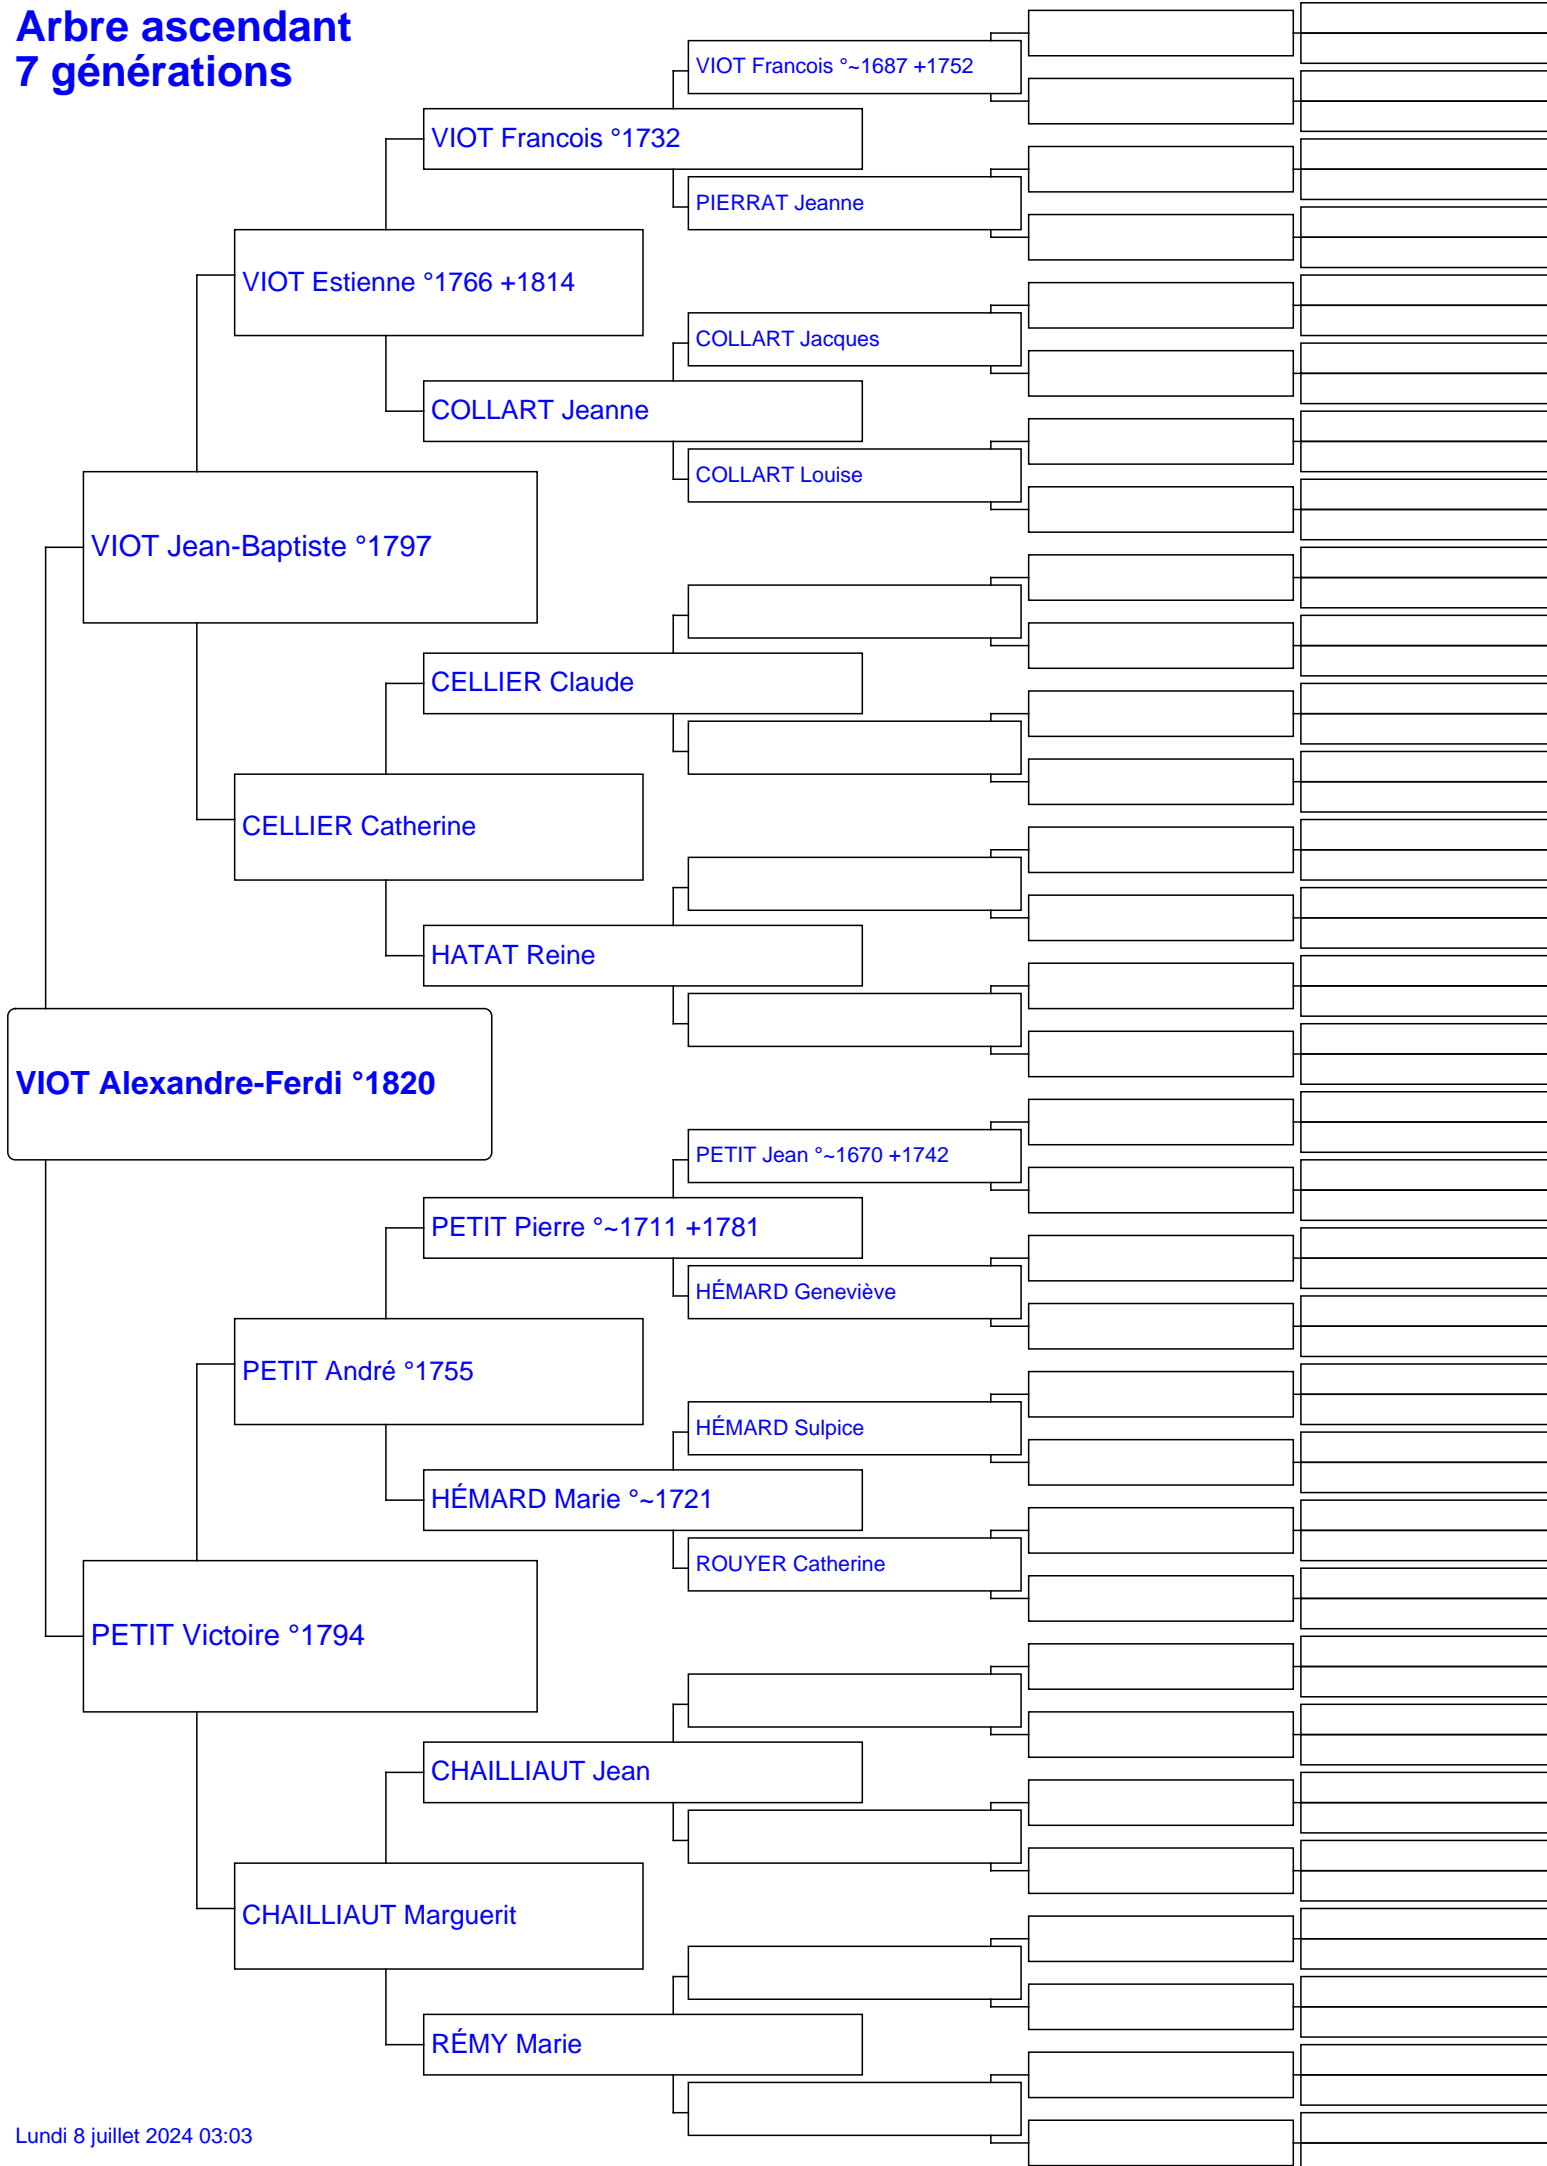 Arbre ascendant
7 générations
VIOT Francois °~1687 +1752
VIOT Francois °1732
PIERRAT Jeanne
VIOT Estienne °1766 +1814
COLLART Jacques
COLLART Jeanne
COLLART Louise
VIOT Jean-Baptiste °1797
CELLIER Claude
CELLIER Catherine
HATAT Reine
VIOT Alexandre-Ferdi °1820
PETIT Jean °~1670 +1742
PETIT Pierre °~1711 +1781
HÉMARD Geneviève
PETIT André °1755
HÉMARD Sulpice
HÉMARD Marie °~1721
ROUYER Catherine
PETIT Victoire °1794
CHAILLIAUT Jean
CHAILLIAUT Marguerit
RÉMY Marie
Lundi 8 juillet 2024 03:03